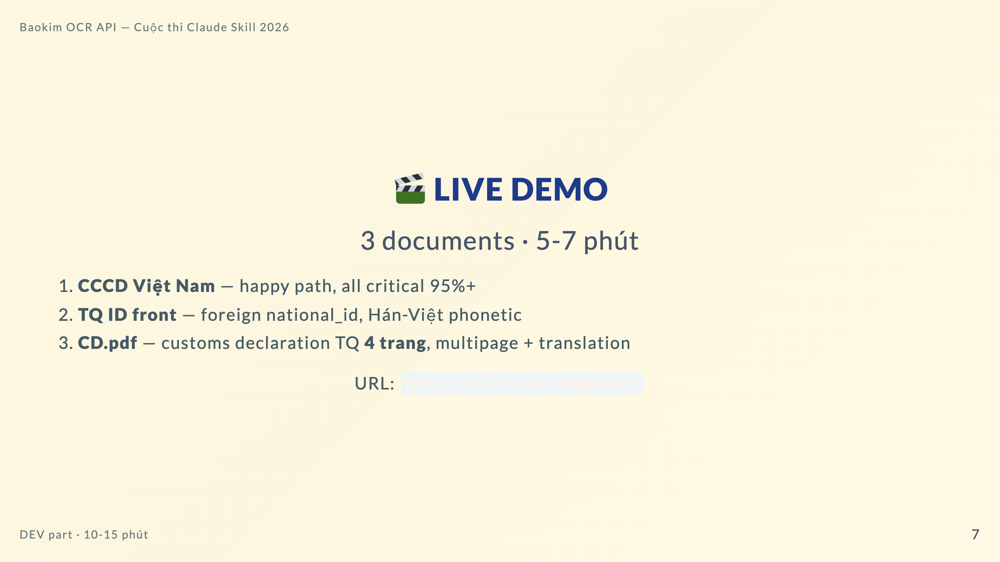 Baokim OCR API — Cuộc thi Claude Skill 2026
🎬 LIVE DEMO
3 documents · 5-7 phút
1. CCCD Việt Nam — happy path, all critical 95%+
2. TQ ID front — foreign national_id, Hán-Việt phonetic
3. CD.pdf — customs declaration TQ 4 trang, multipage + translation
URL: http://127.0.0.1:8000/ocr
DEV part · 10-15 phút
7